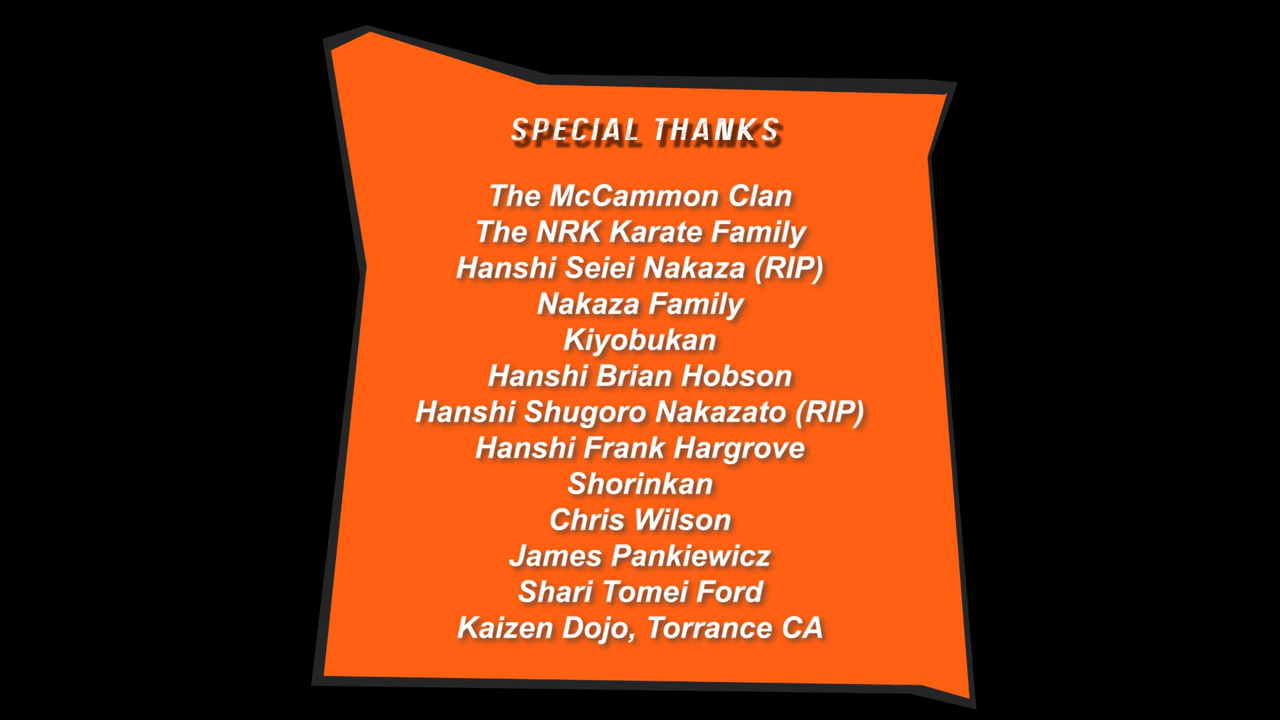 SPECIAL THANKS
The McCammon Clan
The NRK Karate Family
Hanshi Seiei Nakaza (RIP)
Nakaza Family
Kiyobukan
Hanshi Brian Hobson
Hanshi Shugoro Nakazato (RIP)
Hanshi Frank Hargrove
Shorinkan
Chris Wilson
James Pankiewicz
Shari Tomei Ford
Kaizen Dojo, Torrance CA